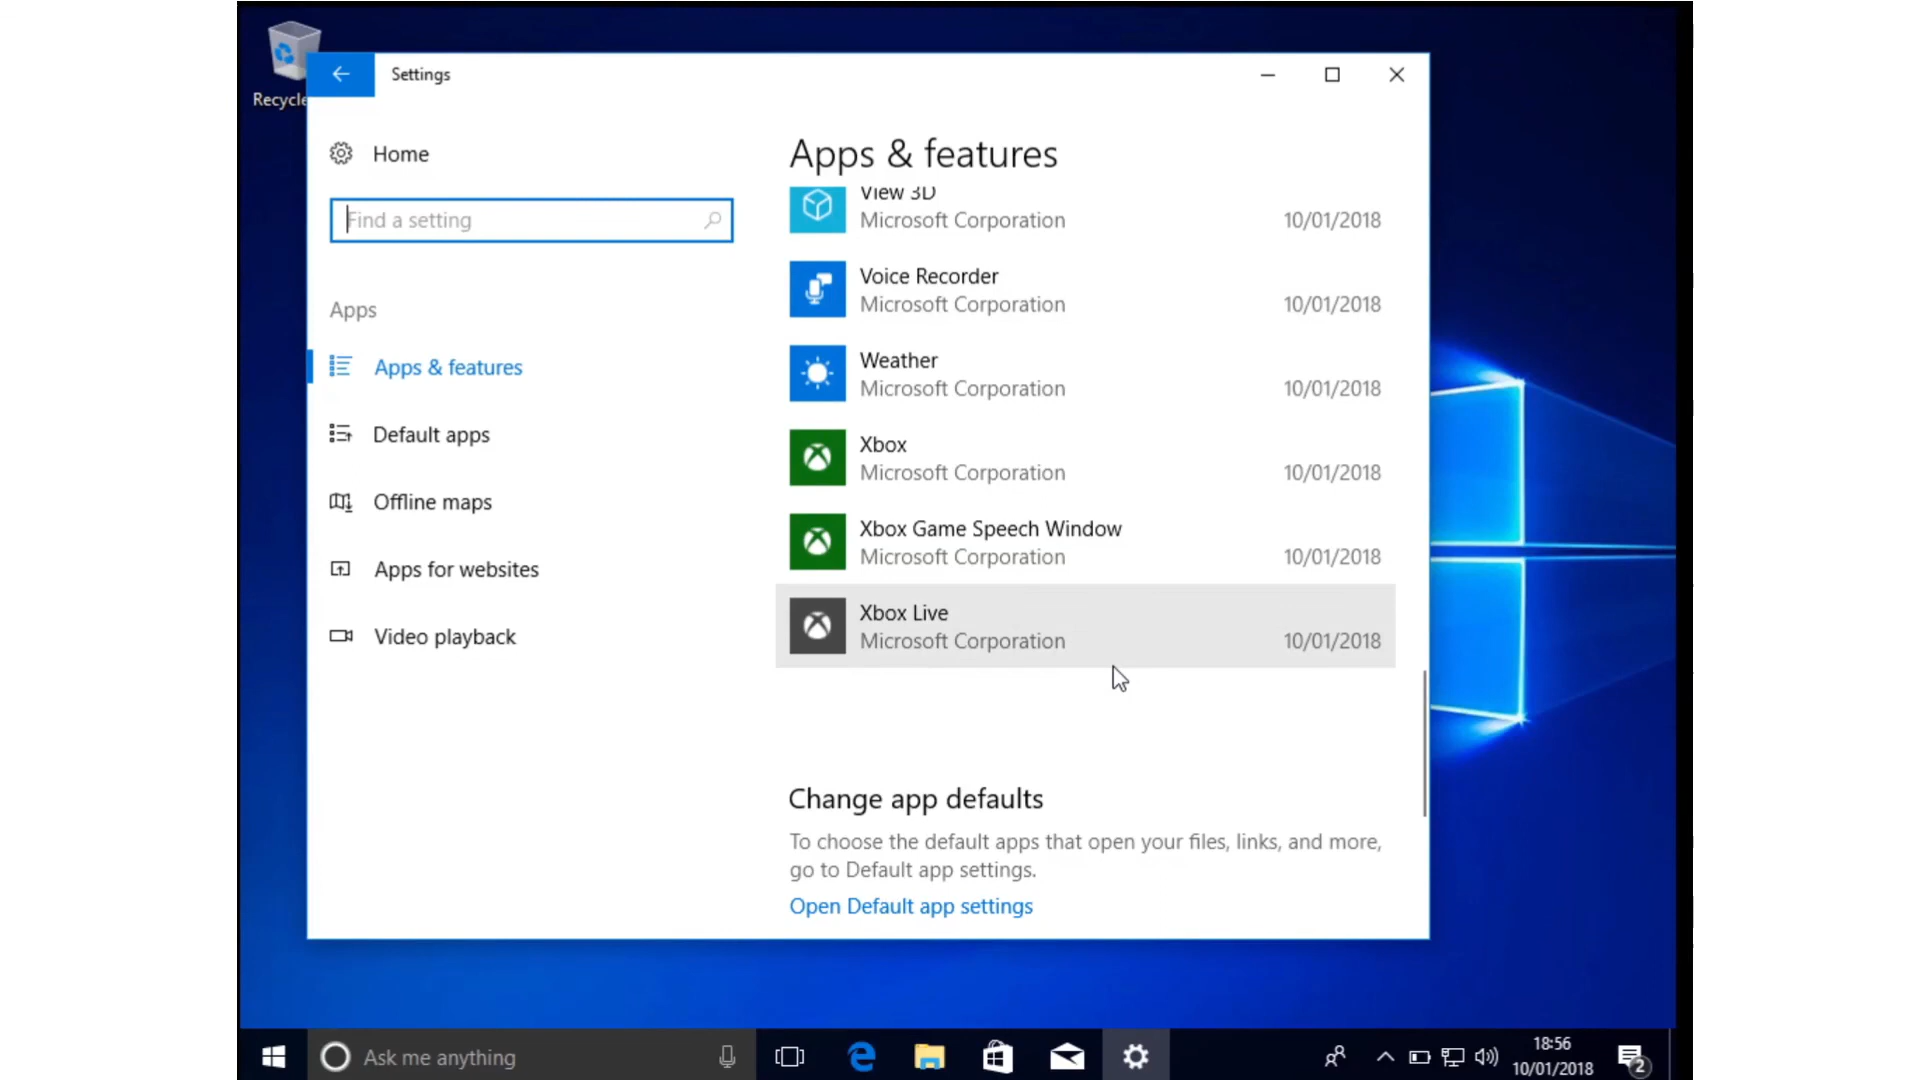 Recycle
Settings
Home
Find a setting
Apps
Apps & features
Default apps
Offline maps
Apps for websites
Video playback
Apps & features
View 3D
Microsoft Corporation 10/01/2018
Voice Recorder
Microsoft Corporation 10/01/2018
Weather
Microsoft Corporation 10/01/2018
Xbox
Microsoft Corporation 10/01/2018
Xbox Game Speech Window
Microsoft Corporation 10/01/2018
Xbox Live
Microsoft Corporation 10/01/2018
Change app defaults
To choose the default apps that open your files, links, and more,
go to Default app settings.
Open Default app settings
Ask me anything
18:56
10/01/2018
2